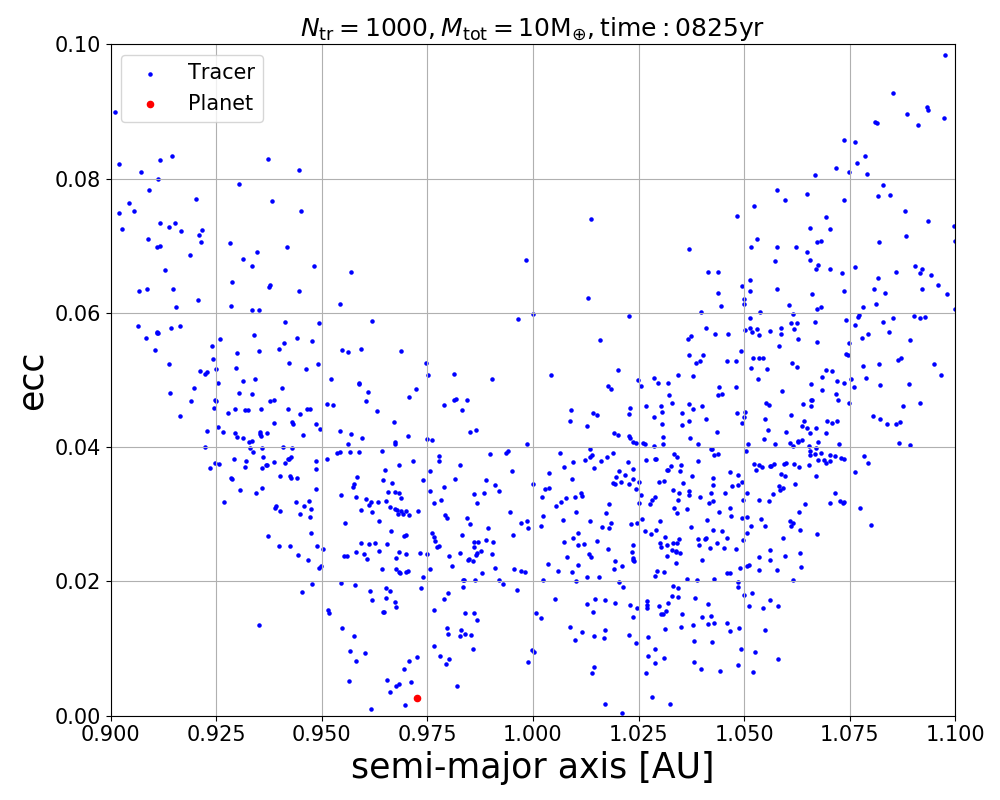 N_tr = 1000, M_tot = 10M_⊕, time : 0825yr
Tracer
Planet
ecc
0.10
0.08
0.06
0.04
0.02
0.00
0.900 0.925 0.950 0.975 1.000 1.025 1.050 1.075 1.100
semi-major axis [AU]